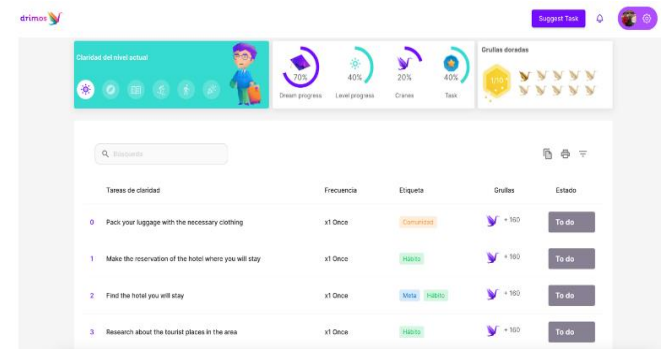 drimos
Suggest Task
Claridad del nivel actual
70%
Dream progress
40%
Level progress
20%
Cranes
40%
Task
Grullas doradas
1/10
Búsqueda
Tareas de claridad Frecuencia Etiqueta Grullas Estado
0 Pack your luggage with the necessary clothing x1 Once Comunidad + 160 To do
1 Make the reservation of the hotel where you will stay x1 Once Hábito + 160 To do
2 Find the hotel you will stay x1 Once Meta Hábito + 160 To do
3 Research about the tourist places in the area x1 Once Hábito + 160 To do